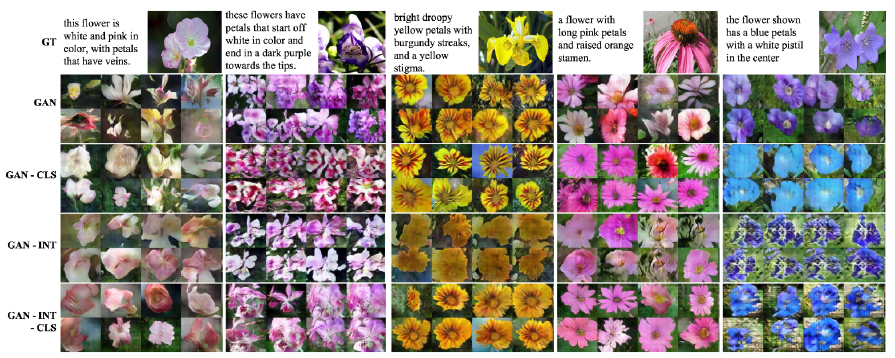 GT
this flower is
white and pink in
color, with petals
that have veins.
these flowers have
petals that start off
white in color and
end in a dark purple
towards the tips.
bright droopy
yellow petals with
burgundy streaks,
and a yellow
stigma.
a flower with
long pink petals
and raised orange
stamen.
the flower shown
has a blue petals
with a white pistil
in the center
GAN
GAN - CLS
GAN - INT
GAN - INT
- CLS